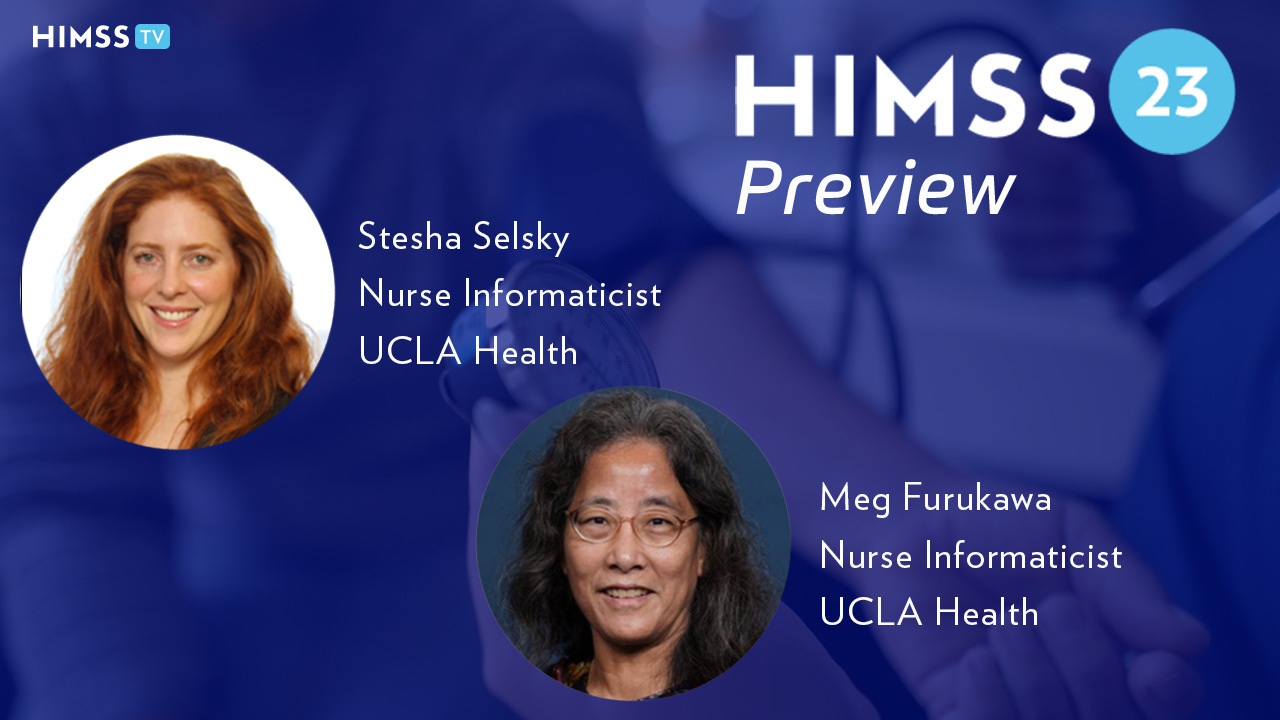 HIMSS TV
HIMSS 23
Preview
Stesha Selsky
Nurse Informaticist
UCLA Health
Meg Furukawa
Nurse Informaticist
UCLA Health